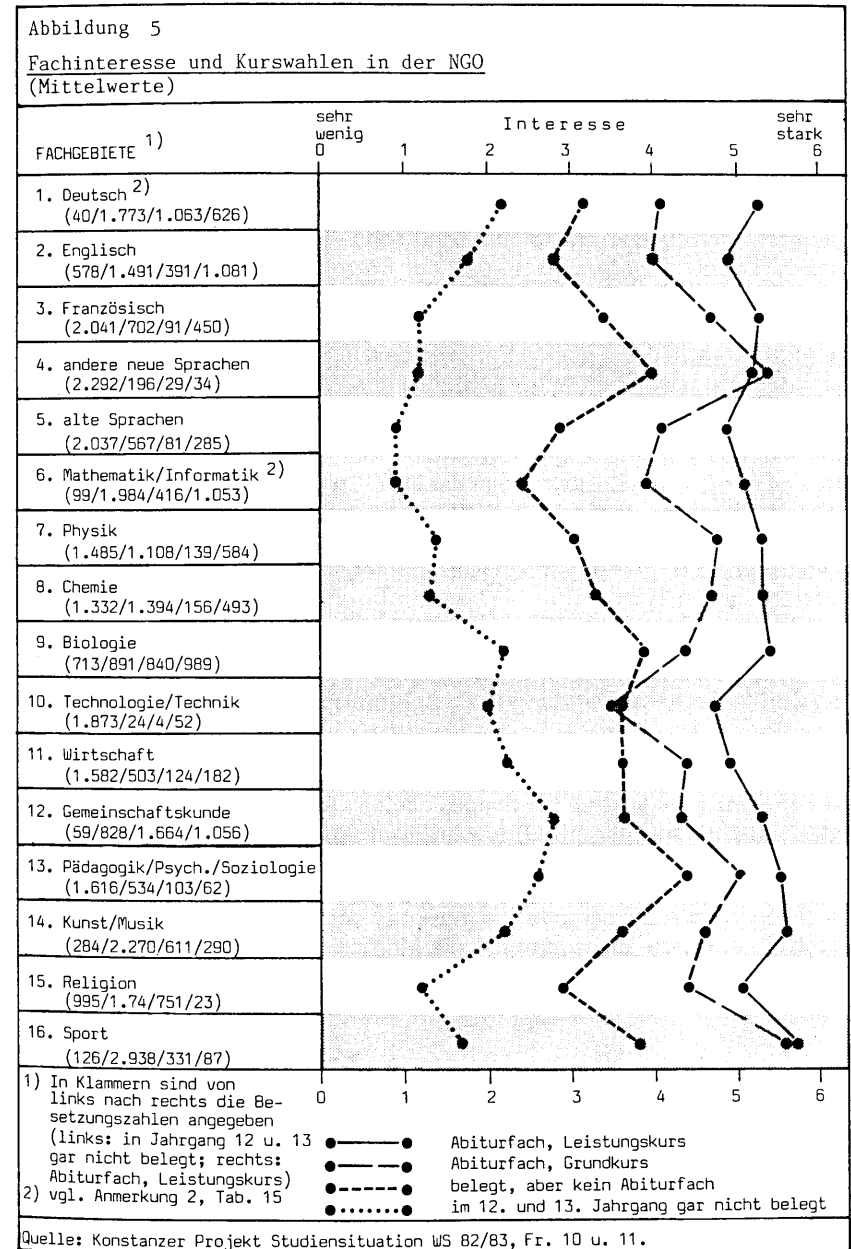 Abbildung 5
Fachinteresse und Kurswahlen in der NGO
(Mittelwerte)
FACHGEBIETE 1)
sehr wenig
Interesse
sehr stark
0 1 2 3 4 5 6
1. Deutsch 2)
(40/1.773/1.063/626)
2. Englisch
(578/1.491/391/1.081)
3. Französisch
(2.041/702/91/450)
4. andere neue Sprachen
(2.292/196/29/34)
5. alte Sprachen
(2.037/567/81/285)
6. Mathematik/Informatik 2)
(99/1.984/416/1.053)
7. Physik
(1.485/1.108/139/584)
8. Chemie
(1.332/1.394/156/493)
9. Biologie
(713/891/840/989)
10. Technologie/Technik
(1.873/24/4/52)
11. Wirtschaft
(1.582/503/124/182)
12. Gemeinschaftskunde
(59/828/1.664/1.056)
13. Pädagogik/Psych./Soziologie
(1.616/534/103/62)
14. Kunst/Musik
(284/2.270/611/290)
15. Religion
(995/1.74/751/23)
16. Sport
(126/2.938/331/87)
0 1 2 3 4 5 6
1) In Klammern sind von
links nach rechts die Be-
setzungszahlen angegeben
(links: in Jahrgang 12 u. 13
gar nicht belegt; rechts:
Abiturfach, Leistungskurs)
2) vgl. Anmerkung 2, Tab. 15
Abiturfach, Leistungskurs
Abiturfach, Grundkurs
belegt, aber kein Abiturfach
im 12. und 13. Jahrgang gar nicht belegt
Quelle: Konstanzer Projekt Studiensituation WS 82/83, Fr. 10 u. 11.